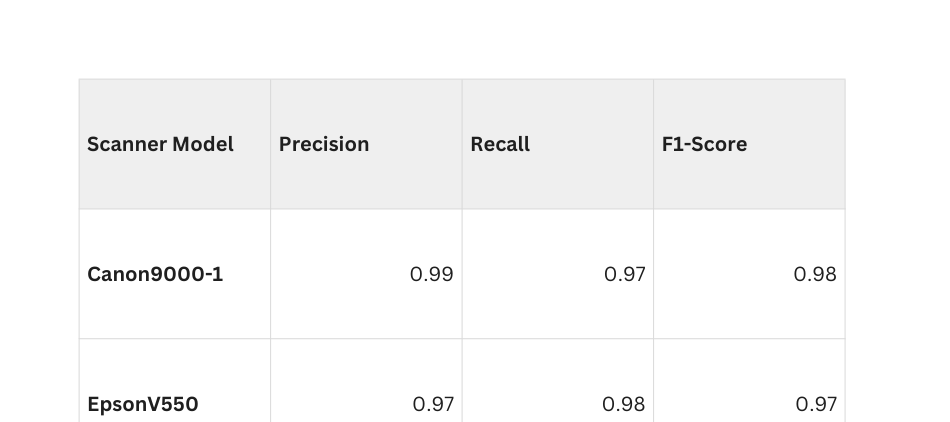 Scanner Model Precision Recall F1-Score
Canon9000-1 0.99 0.97 0.98
EpsonV550 0.97 0.98 0.97